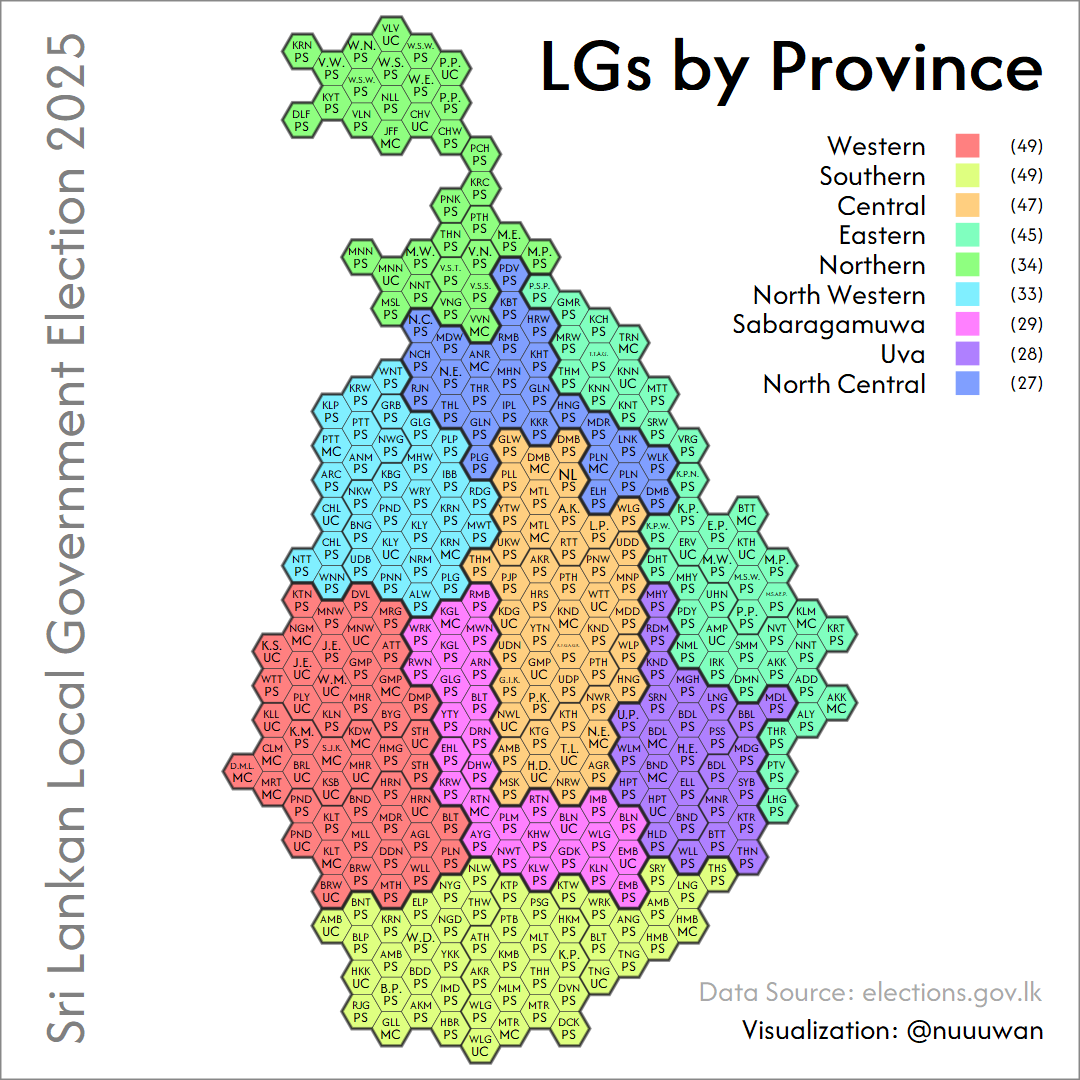 Sri Lankan Local Government Election 2025
LGs by Province
Western (49)
Southern (49)
Central (47)
Eastern (45)
Northern (34)
North Western (33)
Sabaragamuwa (29)
Uva (28)
North Central (27)
VLV UC
KRN PS W.N. PS W.S.W. PS
V.W. PS W.S. PS P.P. UC
W.S.W. PS W.E. PS
KYT PS NLL PS P.P. PS
DLF PS VLN PS CHV UC
JFF MC CHW PS
PCH PS
KRC PS
PNK PS
PTH PS
THN PS M.E. PS
MNN PS M.W. PS V.N. PS M.P. PS
MNN UC V.S.T. PS PDV PS
NNT PS V.S.S. PS P.S.P. PS
MSL PS VNG PS KBT PS GMR PS
N.C. PS VVN MC HRW PS KCH PS
MDW PS RMB PS MRW PS TRN MC
NCH PS ANR MC KHT PS T.T.A.G. PS
WNT PS N.E. PS MHN PS THM PS KNN UC
KRW PS RJN PS THR PS GLN PS KNN PS MTT PS
KLP PS GRB PS THL PS IPL PS HNG PS KNT PS
PTT PS GLG PS GLN PS KKR PS MDR PS SRW PS
PTT MC NWG PS PLP PS GLW PS DMB PS LNK PS VRG PS
ANM PS MHW PS PLG PS DMB MC PLN MC WLK PS
ARC PS KBG PS IBB PS PLL PS NL PS PLN PS K.P.N. PS
NKW PS WRY PS RDG PS MTL PS ELH PS DMB PS
CHL UC PND PS KRN PS YTW PS A.K. PS WLG PS K.P. PS BTT MC
BNG PS KLY PS MWT PS MTL MC L.P. PS K.P.W. PS E.P. PS
CHL PS KLY UC KRN MC UKW PS RTT PS UDD PS ERV UC KTH UC
NTT PS UDB PS NRM PS THM PS AKR PS PNW PS DHT PS M.W. PS M.P. PS
WNN PS PNN PS PLG PS PJP PS PTH PS MNP PS MHY PS M.S.W. PS
KTN PS DVL PS ALW PS RMB PS HRS PS WTT UC MHY PS UHN PS M.S.A.E.P. PS
MNW PS MRG PS KGL MC KDG UC KND MC MDD PS PDY PS P.P. PS KLM MC
NGM MC MNW UC WRK PS MWN PS YTN PS KND PS RDM PS AMP UC NVT PS KRT PS
K.S. UC J.E. PS ATT PS KGL PS UDN PS WLP PS NML PS SMM PS NNT PS
J.E. UC GMP PS RWN PS ARN PS GMP UC PTH PS KND PS IRK PS AKK PS
WTT PS W.M. PS GMP MC GLG PS G.I.K. PS UDP PS HNG PS MGH PS DMN PS ADD PS
PLY UC MHR PS DMP PS BLT PS P.K. PS NWR PS SRN PS LNG PS MDL PS AKK MC
KLL UC KLN PS BYG PS YTY PS NWL UC KTH PS U.P. PS BDL PS BBL PS ALY PS
K.M. PS KDW MC STH UC DRN PS KTG PS N.E. MC BDL MC PSS PS THR PS
CLM MC S.J.K. MC HMG PS EHL PS AMB PS T.L. PS WLM PS H.E. PS MDG PS
D.M.L. MC BRL UC MHR UC STH PS DHW PS H.D. UC AGR PS BND MC BDL PS PTV PS
MRT MC KSB UC HRN PS KRW PS MSK PS NRW PS HPT PS ELL PS SYB PS
PND PS BND PS HRN UC RTN MC RTN PS IMB PS HPT UC MNR PS LHG PS
KLT PS MDR PS BLT PS PLM PS BLN UC BLN PS BND PS KTR PS
PND UC MLL PS AGL PS AYG PS KHW PS WLG PS HLD PS BTT PS
KLT MC DDN PS PLN PS NWT PS GDK PS EMB UC WLL PS THN PS
BRW PS WLL PS NLW PS KLW PS KLN PS SRY PS THS PS
BRW UC MTH PS NYG PS KTP PS KTW PS EMB PS LNG PS
BNT PS ELP PS THW PS PSG PS WRK PS AMB PS
AMB UC KRN PS NGD PS PTB PS HKM PS ANG PS HMB MC
BLP PS W.D. PS ATH PS MLT PS BLT PS HMB PS
AMB PS YKK PS KMB PS K.P. PS TNG PS
HKK UC BDD PS AKR PS THH PS TNG UC
B.P. PS IMD PS MLM PS DVN PS
RJG PS AKM PS WLG PS MTR PS
GLL MC HBR PS MTR MC DCK PS
WLG UC
Data Source: elections.gov.lk
Visualization: @nuuuwan